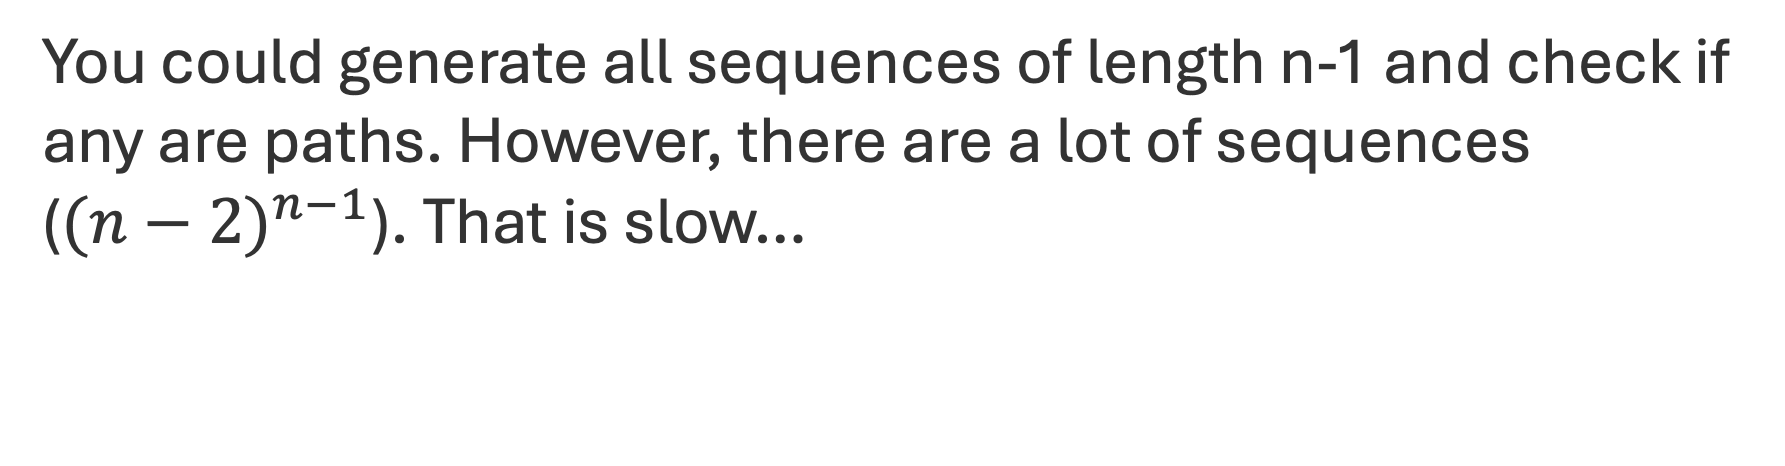 You could generate all sequences of length n-1 and check if
any are paths. However, there are a lot of sequences
((n − 2)ⁿ⁻¹). That is slow...